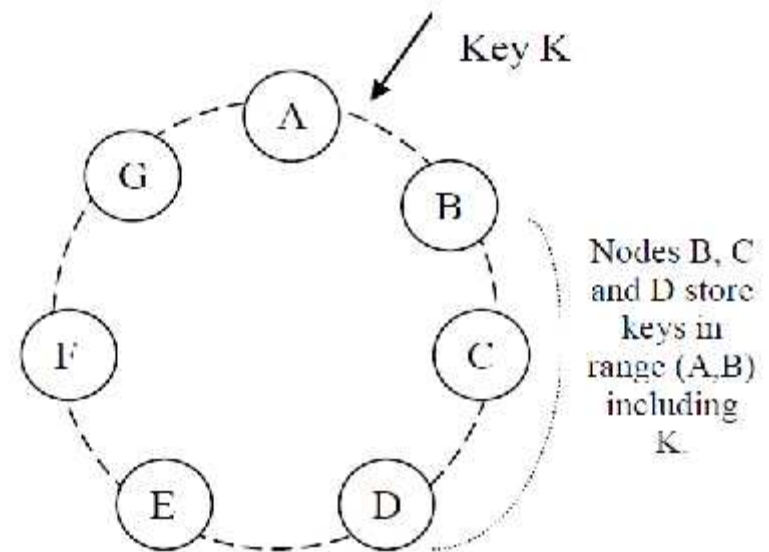 Key K
A
G
B
Nodes B, C
and D store
keys in
range (A,B)
including
K.
F
C
E
D